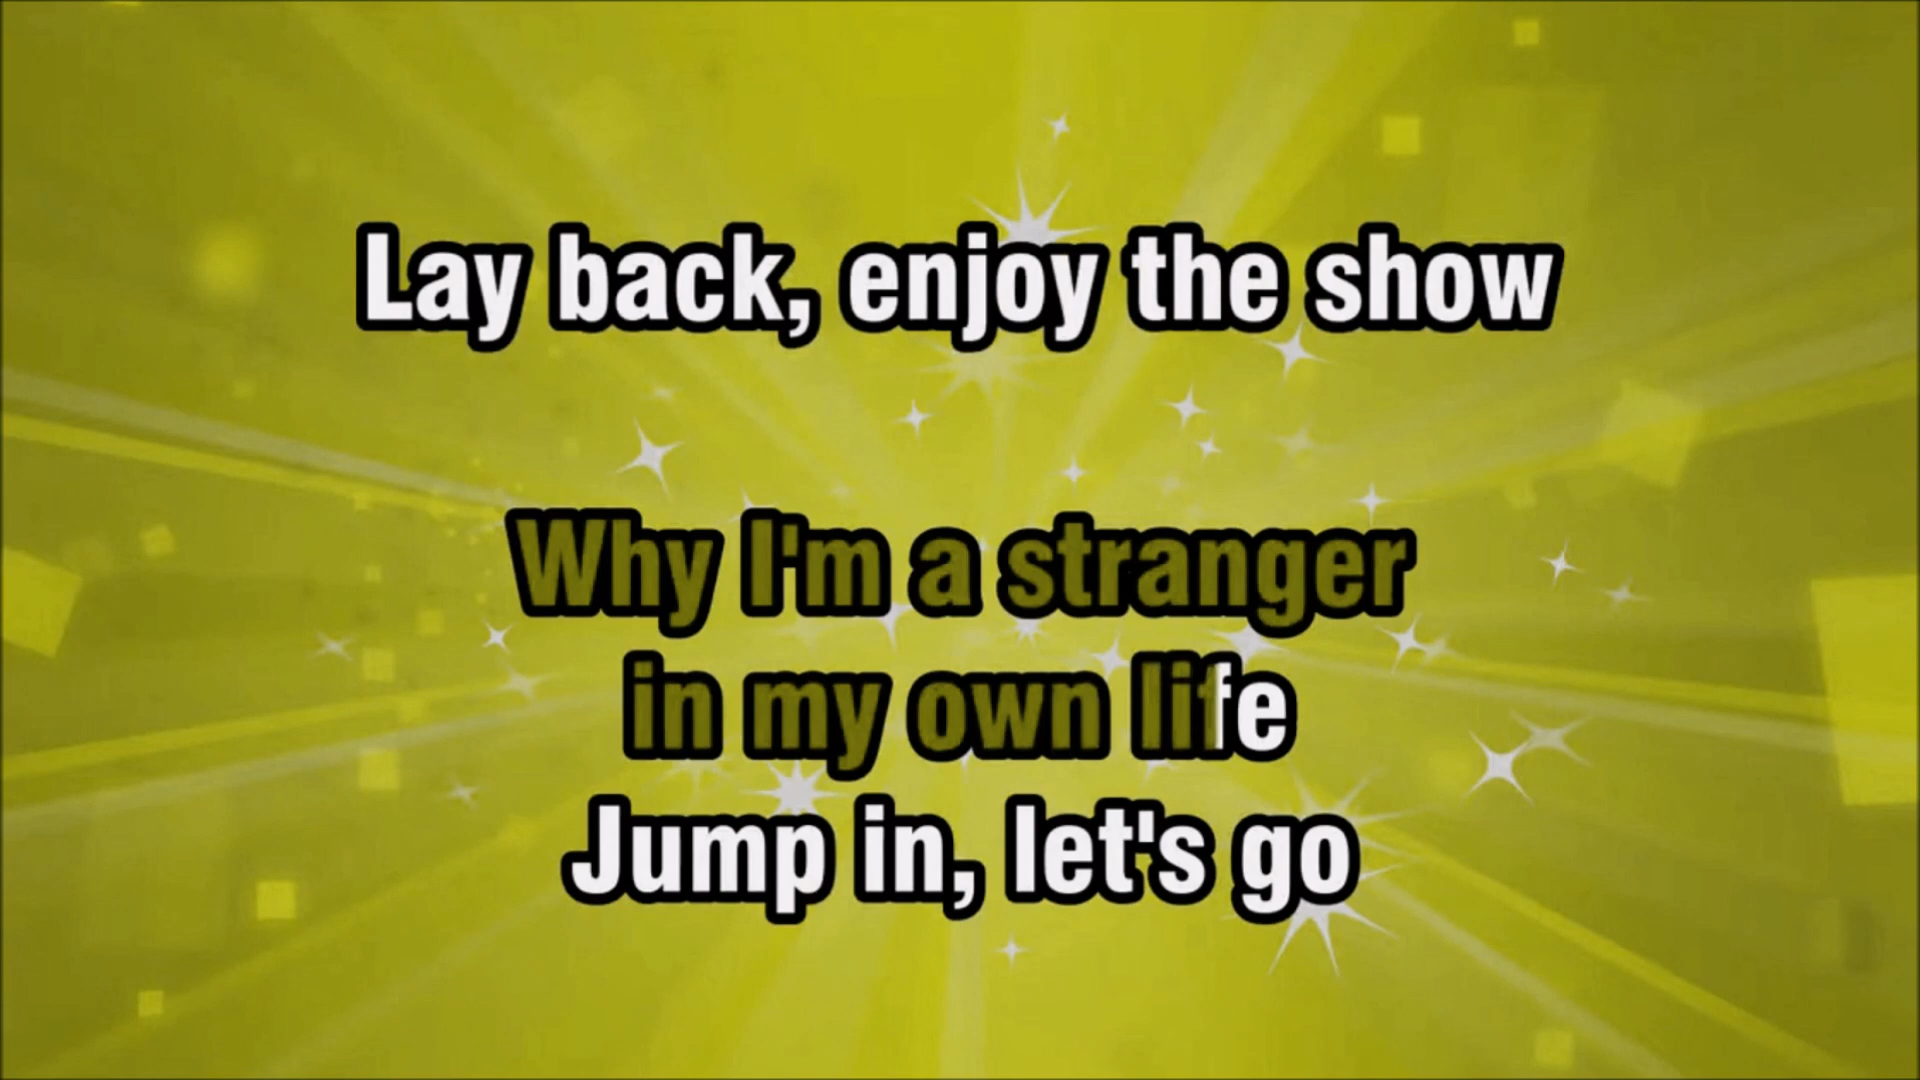 Lay back, enjoy the show
Why I'm a stranger
in my own life
Jump in, let's go